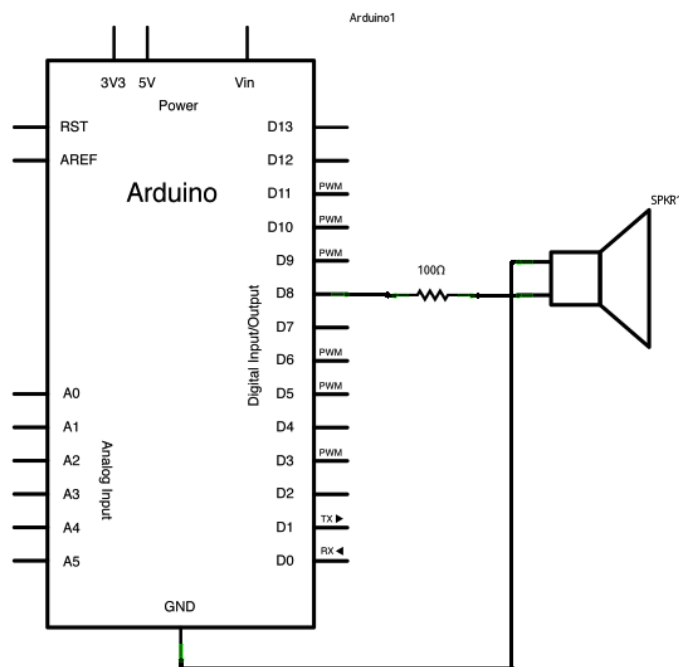 Arduino1
3V3 5V Vin
Power
RST
AREF
Arduino
D13
D12
PWM
D11
PWM
D10
PWM
D9
D8
D7
PWM
D6
PWM
D5
D4
PWM
D3
D2
TX ▶
D1
RX ◀
D0
Digital Input/Output
A0
A1
A2
A3
A4
A5
Analog Input
GND
100Ω
SPKR1